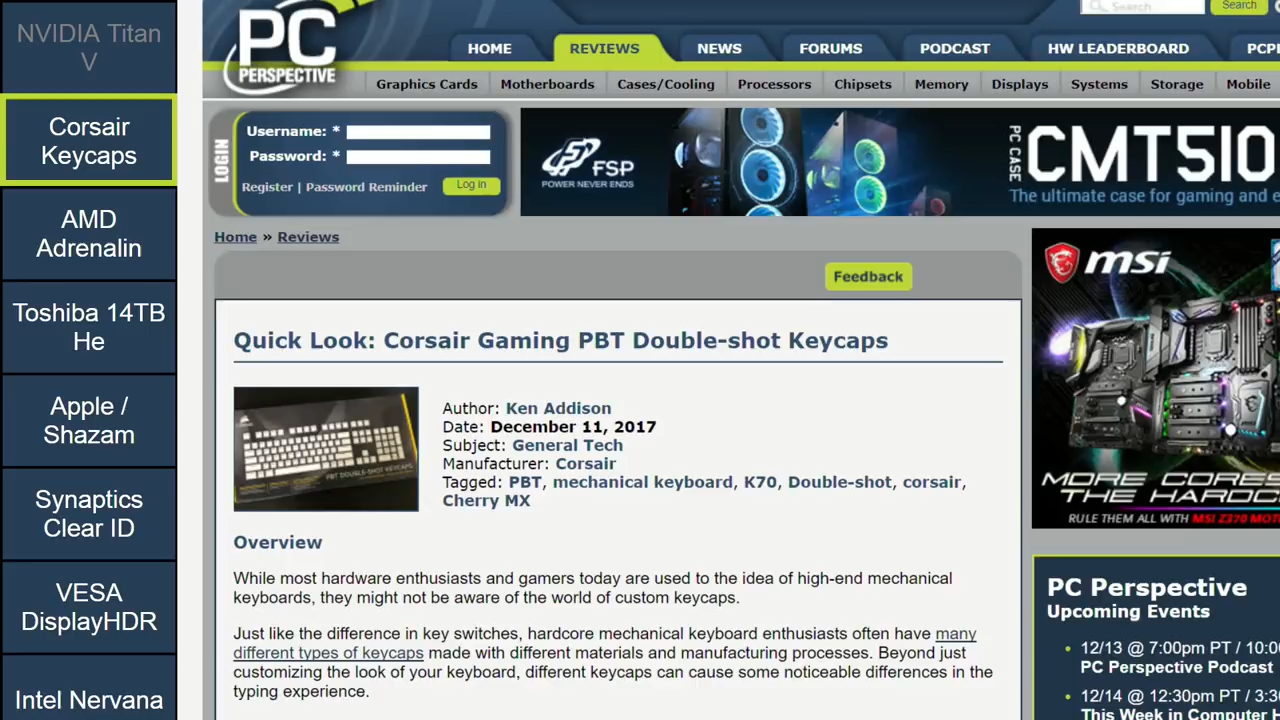 NVIDIA Titan
V
Corsair
Keycaps
AMD
Adrenalin
Toshiba 14TB
He
Apple /
Shazam
Synaptics
Clear ID
VESA
DisplayHDR
Intel Nervana
PC
PERSPECTIVE
Search
Search
HOME
REVIEWS
NEWS
FORUMS
PODCAST
HW LEADERBOARD
PCPE
Graphics Cards
Motherboards
Cases/Cooling
Processors
Chipsets
Memory
Displays
Systems
Storage
Mobile
LOGIN
Username: *
Password: *
Register | Password Reminder
Log in
FSP
POWER NEVER ENDS
PC CASE
CMT510
The ultimate case for gaming and e
Home » Reviews
Feedback
Quick Look: Corsair Gaming PBT Double-shot Keycaps
PBT DOUBLE-SHOT KEYCAPS
Author: Ken Addison
Date: December 11, 2017
Subject: General Tech
Manufacturer: Corsair
Tagged: PBT, mechanical keyboard, K70, Double-shot, corsair,
Cherry MX
Overview
While most hardware enthusiasts and gamers today are used to the idea of high-end mechanical
keyboards, they might not be aware of the world of custom keycaps.
Just like the difference in key switches, hardcore mechanical keyboard enthusiasts often have many
different types of keycaps made with different materials and manufacturing processes. Beyond just
customizing the look of your keyboard, different keycaps can cause some noticeable differences in the
typing experience.
msi
MORE CORES
THE HARDC
RULE THEM ALL WITH MSI Z370 MOT
PC Perspective
Upcoming Events
• 12/13 @ 7:00pm PT / 10:00
PC Perspective Podcast
• 12/14 @ 12:30pm PT / 3:30
This Week in Computer H